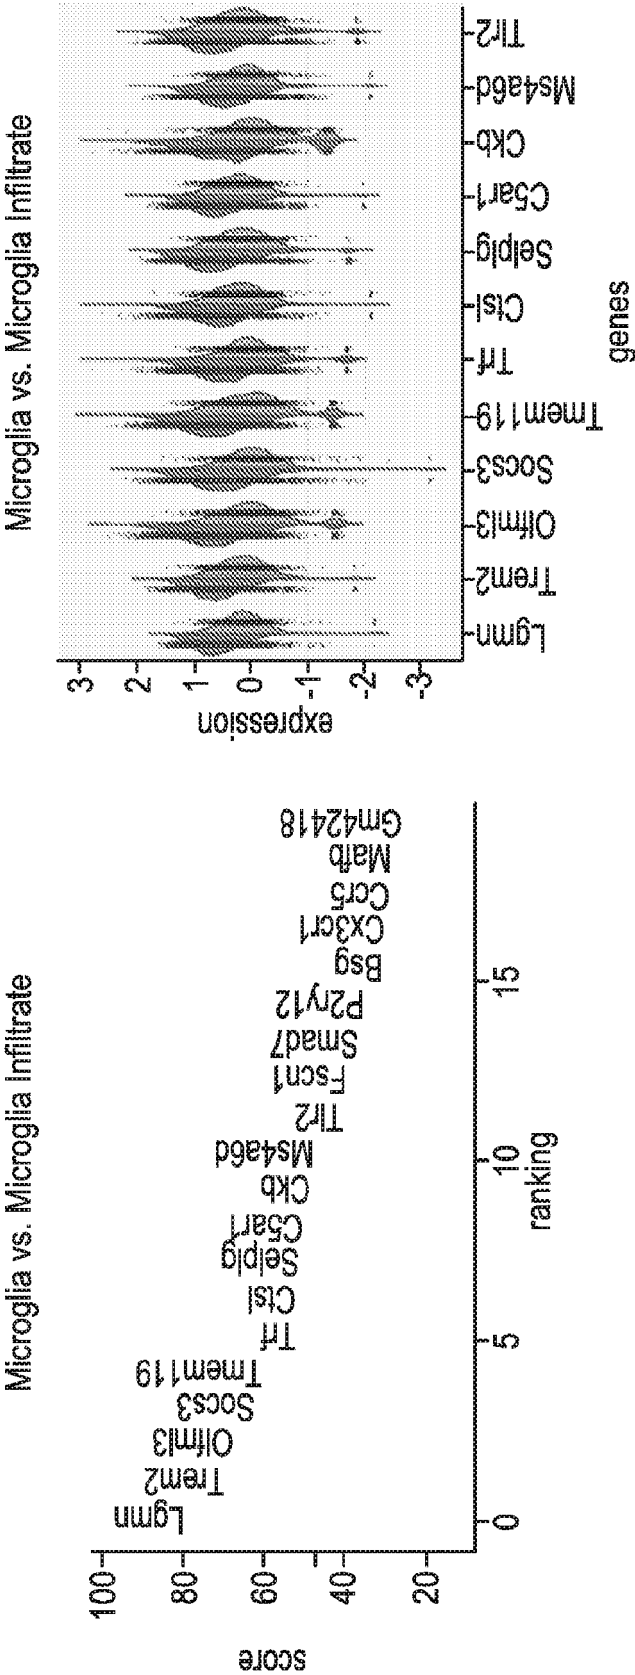 Microglia vs. Microglia Infiltrate
score
100
80
60
40
20
Lgmn
Trem2
Olfml3
Socs3
Tmem119
Trf
Ctsl
Selplg
C5ar1
Ckb
Ms4a6d
Tlr2
Fscn1
Smad7
P2ry12
Bsg
Cx3cr1
Ccr5
Mafb
Gm42418
0
5
10
15
ranking
Microglia vs. Microglia Infiltrate
expression
3
2
1
0
-1
-2
-3
Lgmn
Trem2
Olfml3
Socs3
Tmem119
Trf
Ctsl
Selplg
C5ar1
Ckb
Ms4a6d
Tlr2
genes